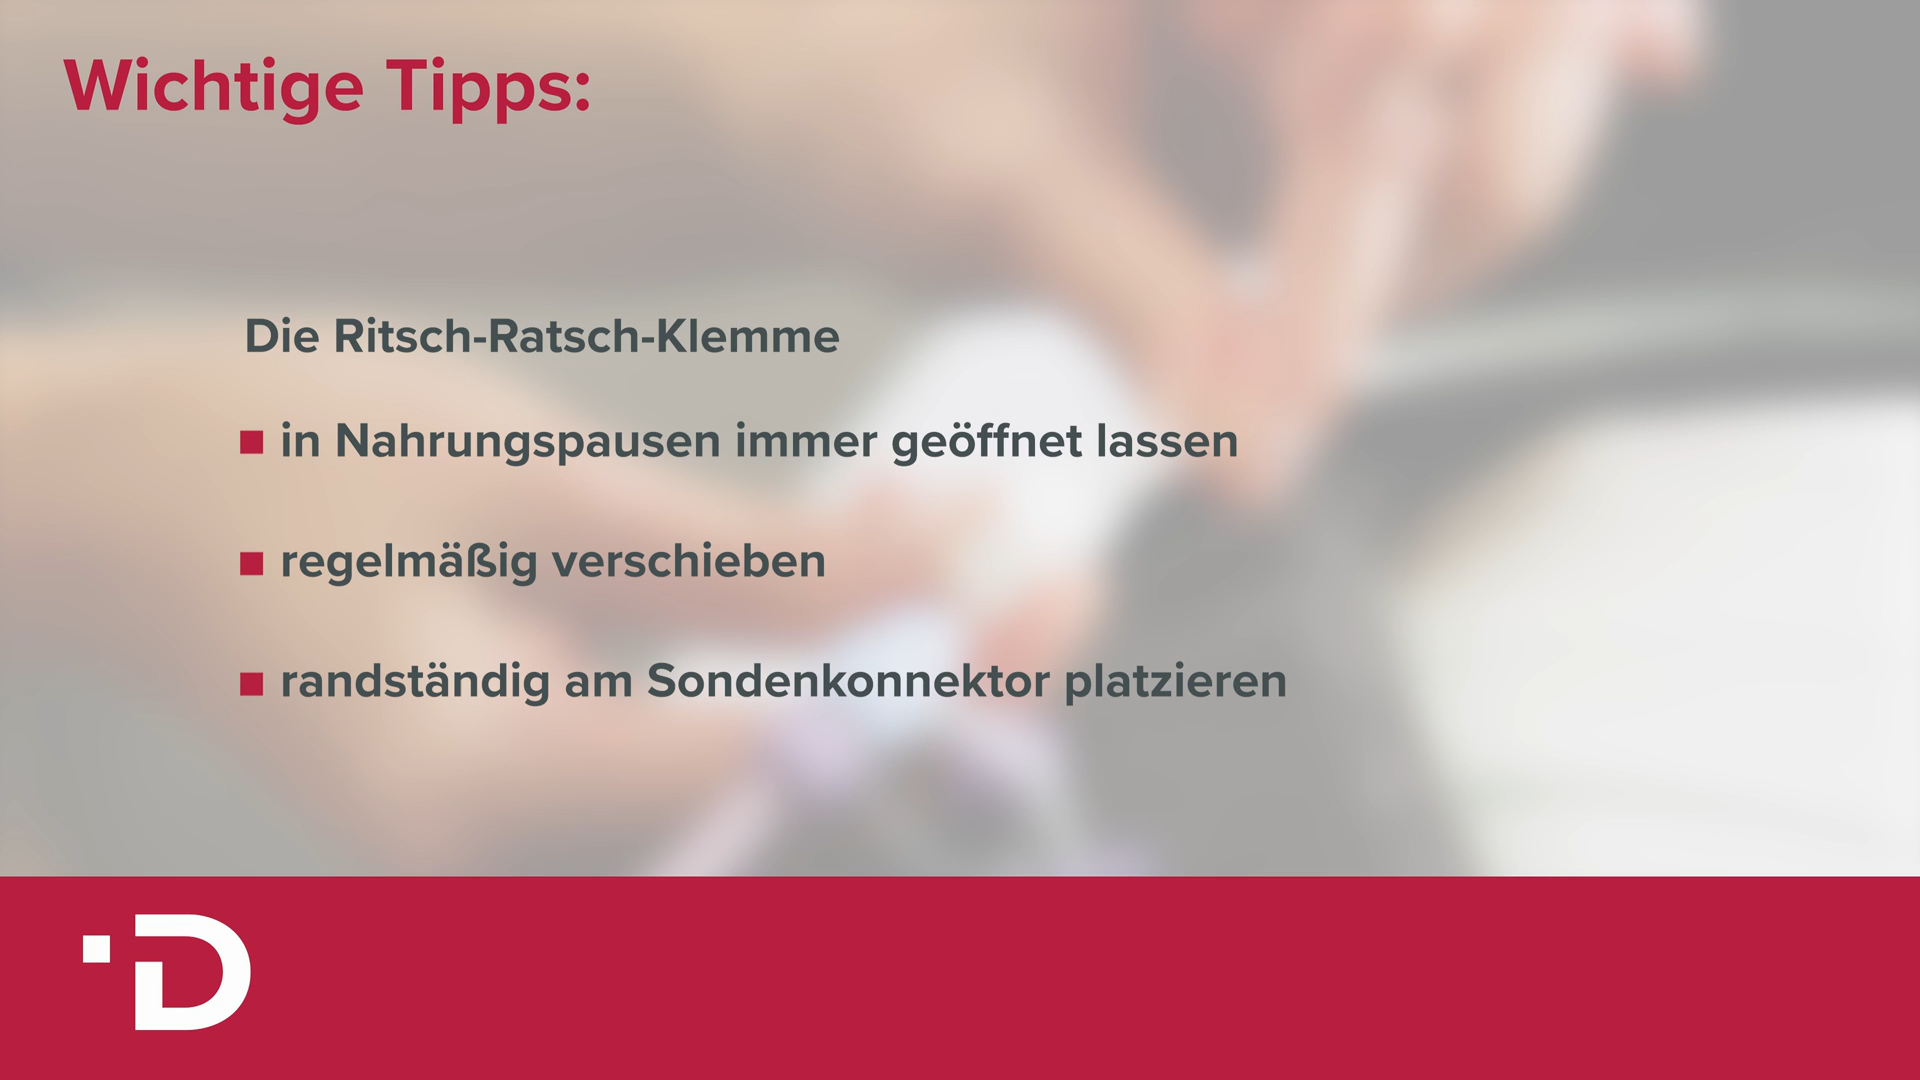 Wichtige Tipps:
Die Ritsch-Ratsch-Klemme
in Nahrungspausen immer geöffnet lassen
regelmäßig verschieben
randständig am Sondenkonnektor platzieren
D